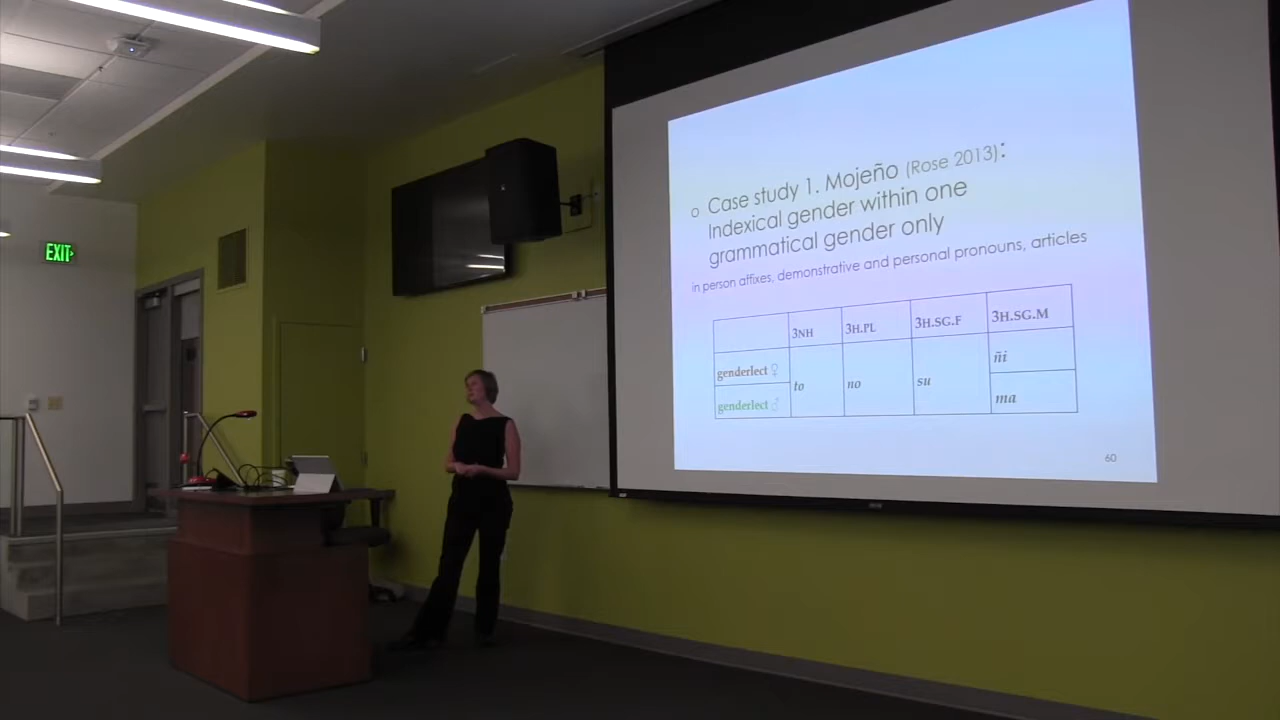 EXIT
○ Case study 1. Mojeño (Rose 2013):
Indexical gender within one
grammatical gender only
in person affixes, demonstrative and personal pronouns, articles
3NH 3H.PL 3H.SG.F 3H.SG.M
genderlect ♀ to no su ñi
genderlect ♂ ma
60